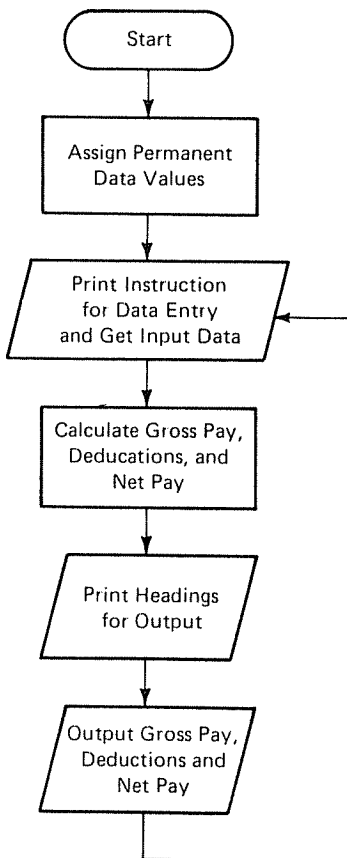 Start
Assign Permanent
Data Values
Print Instruction
for Data Entry
and Get Input Data
Calculate Gross Pay,
Deducations, and
Net Pay
Print Headings
for Output
Output Gross Pay,
Deductions and
Net Pay